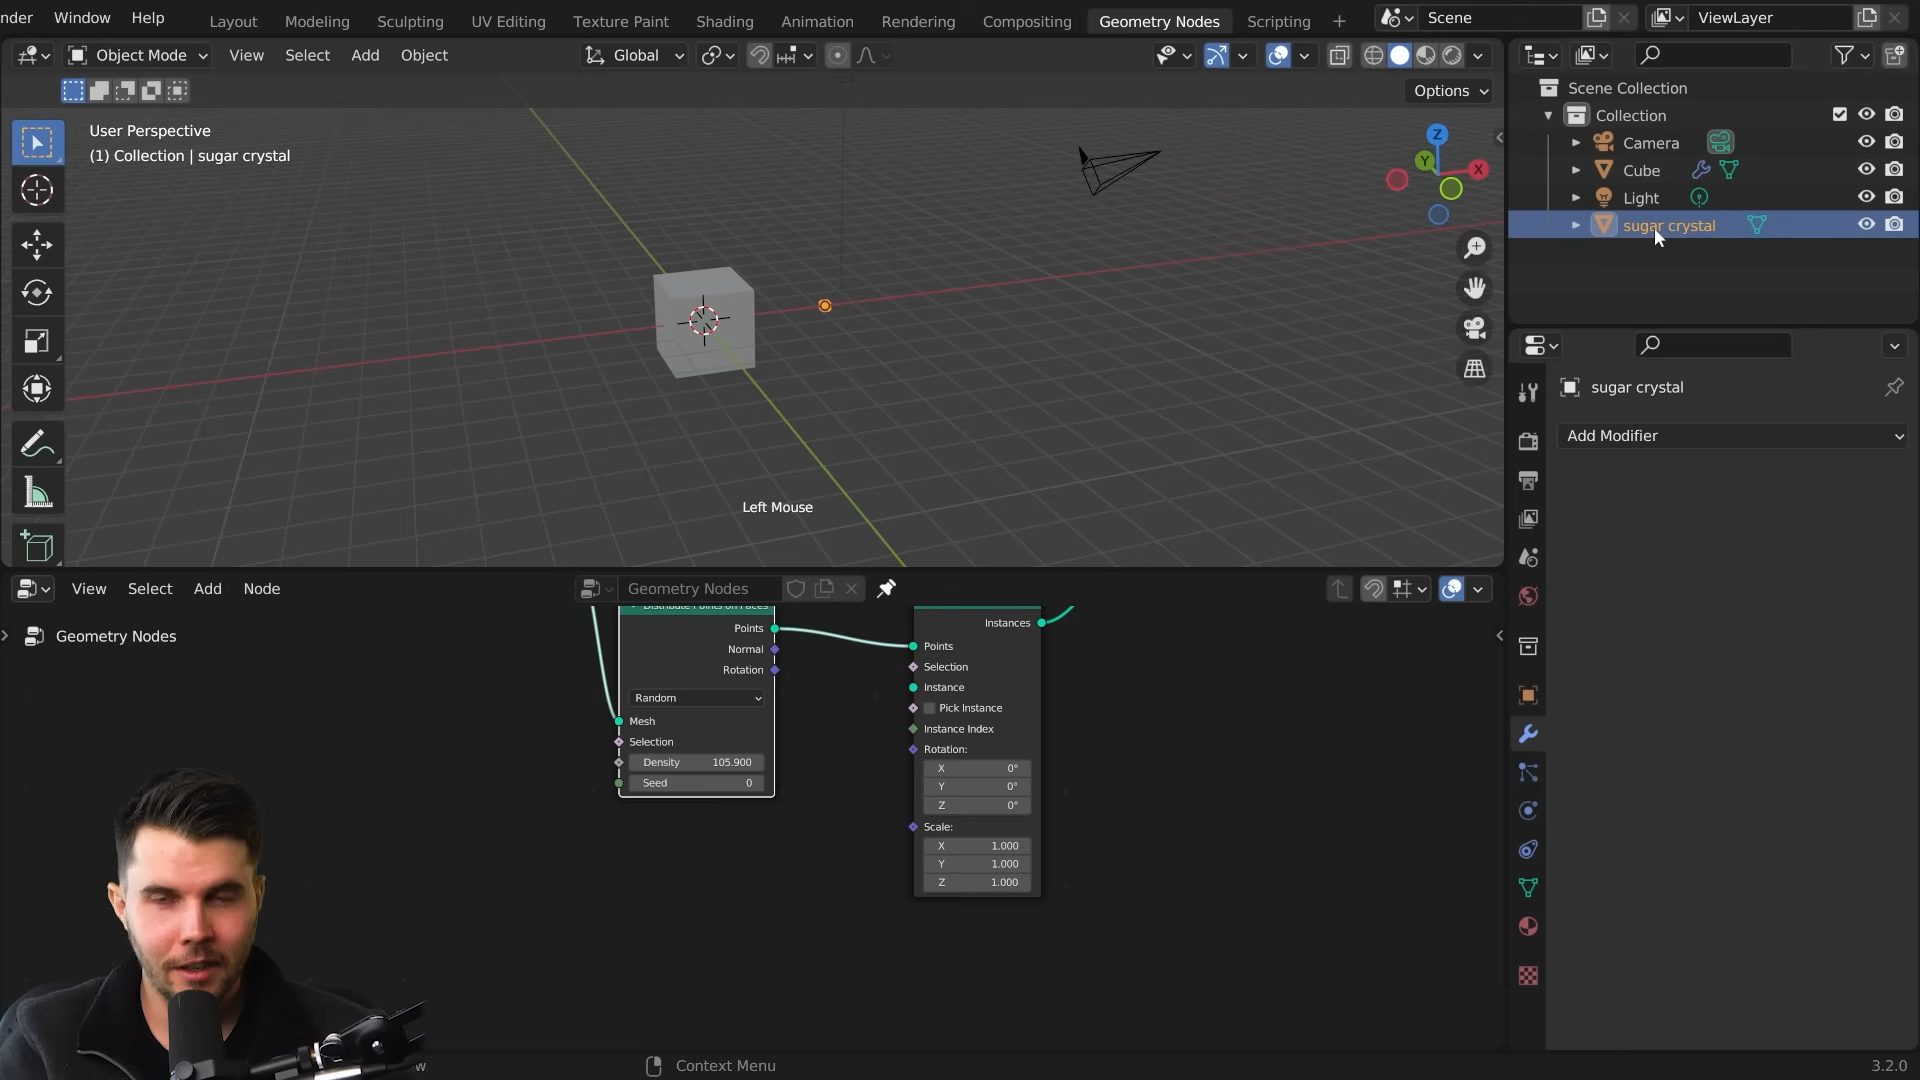 nder Window Help
Layout Modeling Sculpting UV Editing Texture Paint Shading Animation Rendering Compositing Geometry Nodes Scripting +
Scene
ViewLayer
Object Mode View Select Add Object
Global
Options
User Perspective
(1) Collection | sugar crystal
Z
Y
X
Left Mouse
Scene Collection
Collection
Camera
Cube
Light
sugar crystal
sugar crystal
Add Modifier
View Select Add Node
Geometry Nodes
Geometry Nodes
Distribute Points on Faces
Points
Normal
Rotation
Random
Mesh
Selection
Density 105.900
Seed 0
Instances
Points
Selection
Instance
Pick Instance
Instance Index
Rotation:
X 0°
Y 0°
Z 0°
Scale:
X 1.000
Y 1.000
Z 1.000
w
Context Menu
3.2.0